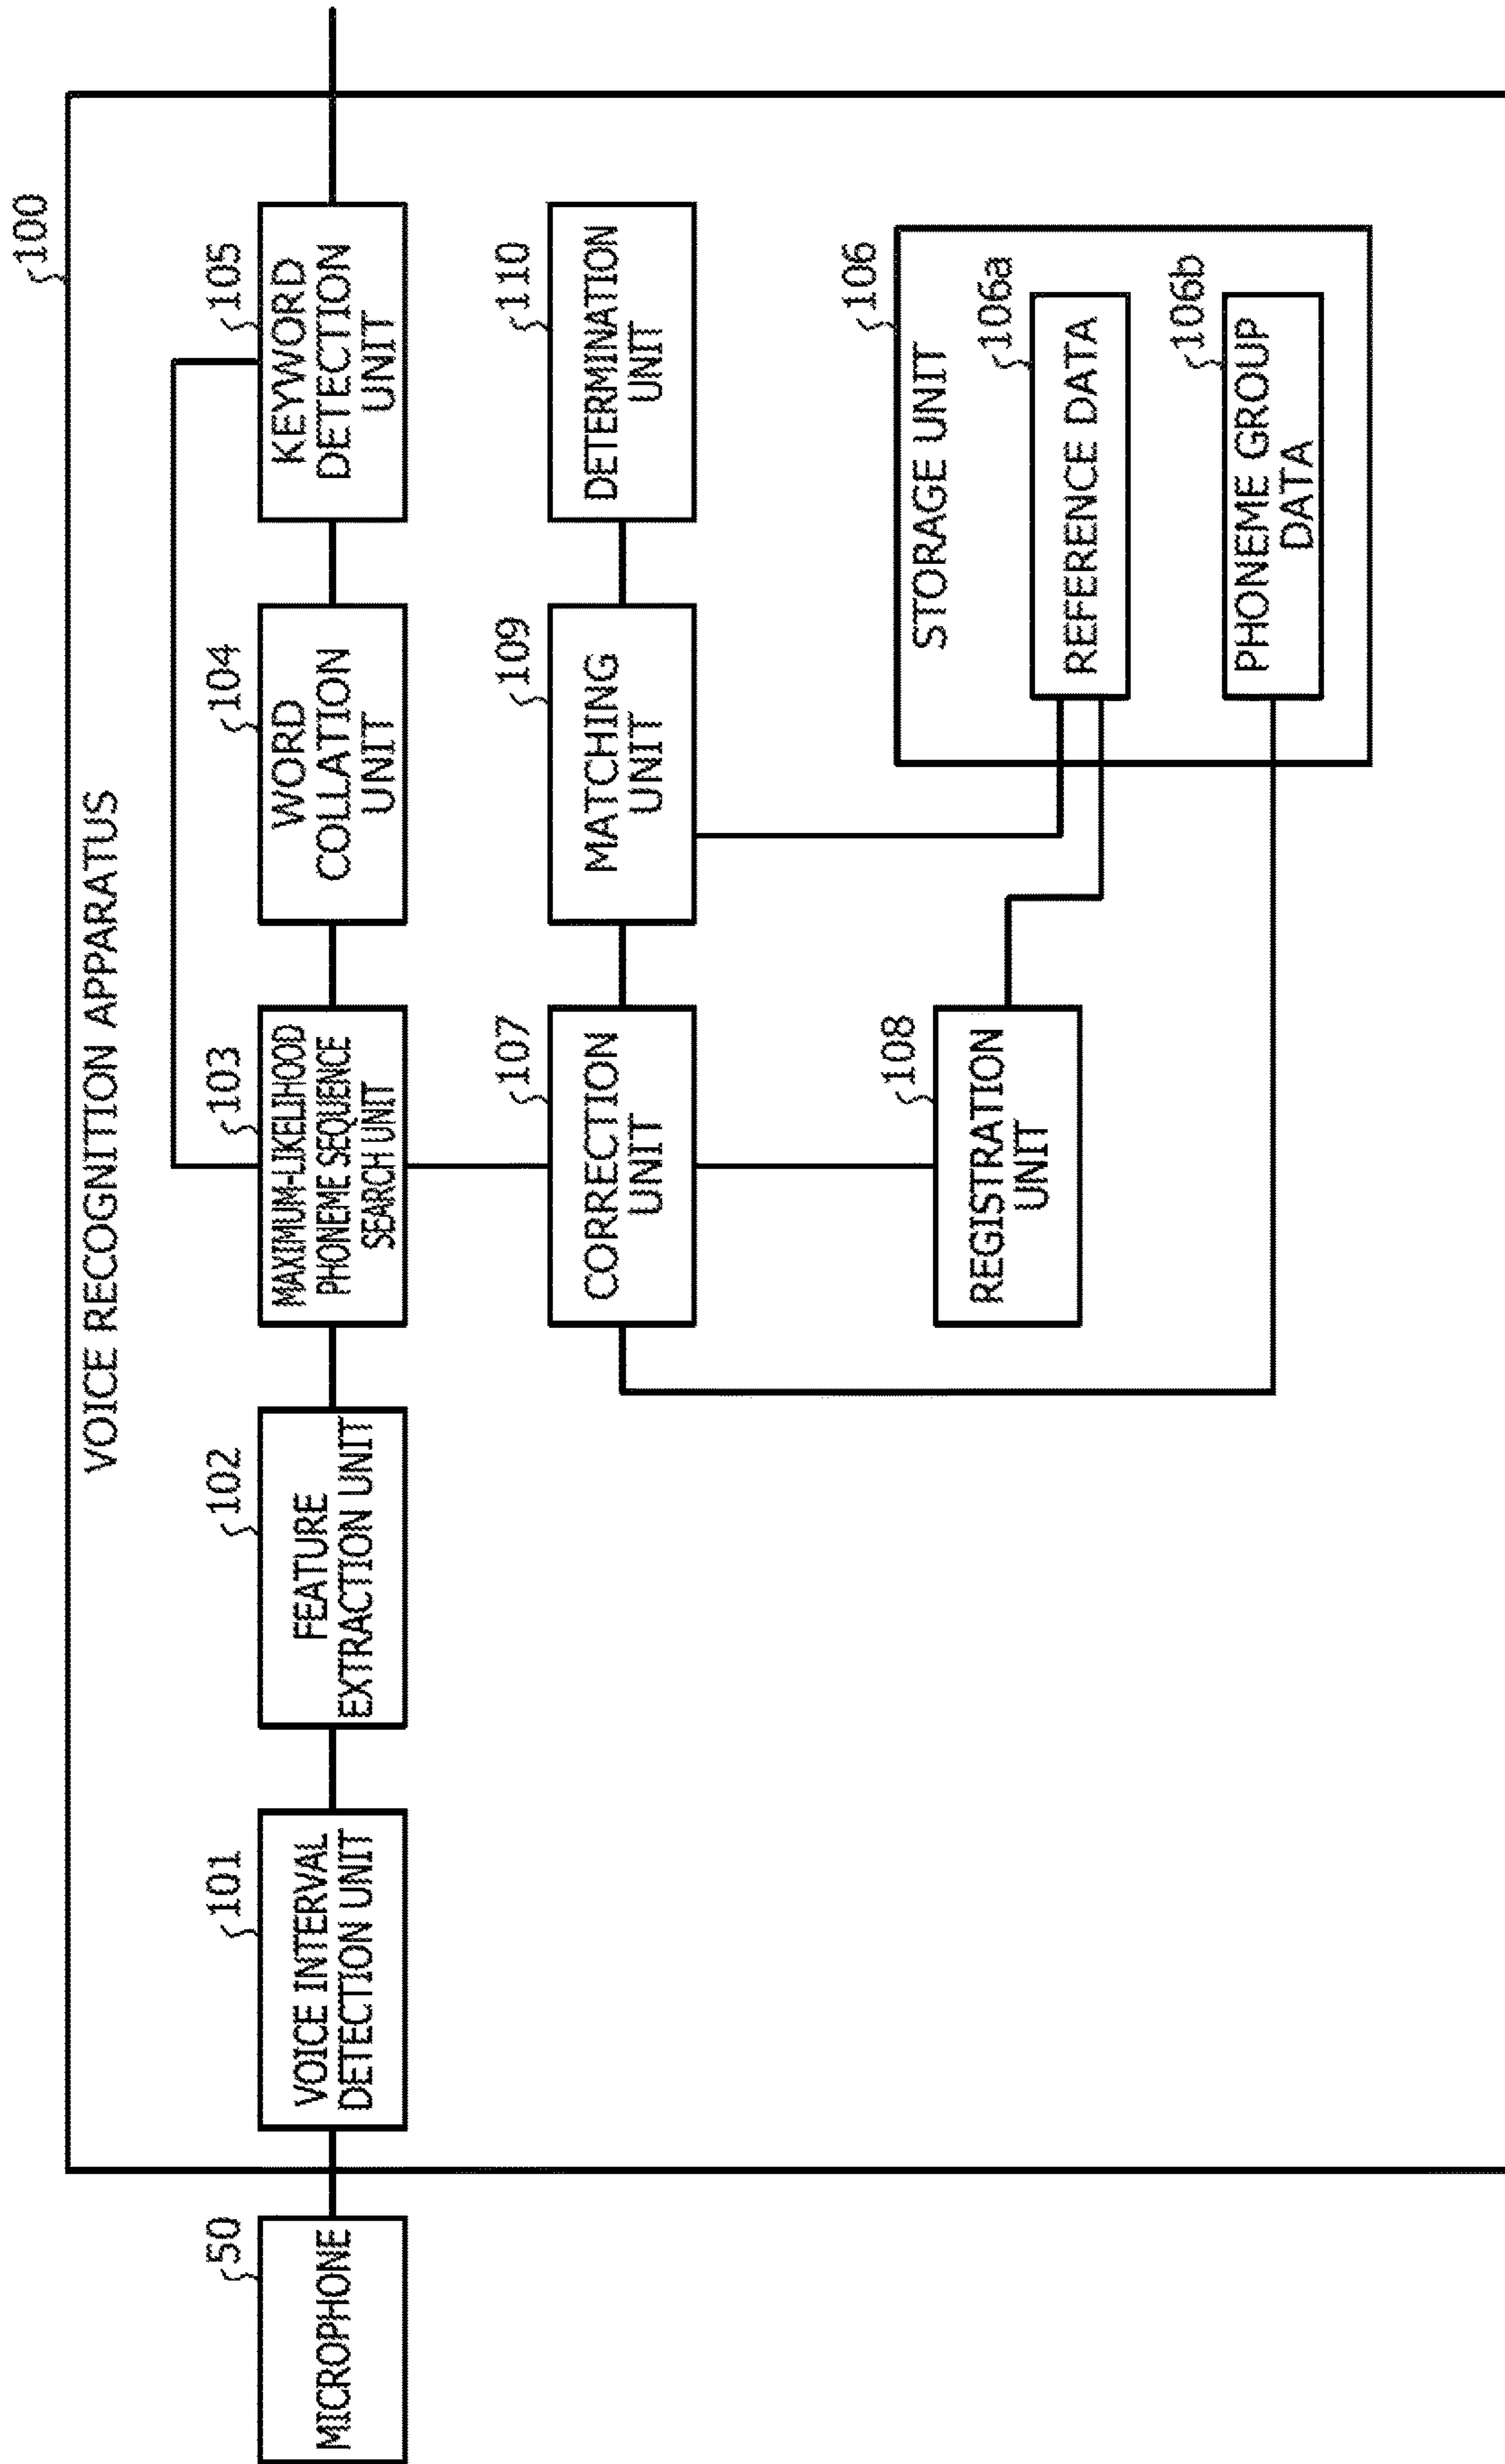 100
VOICE RECOGNITION APPARATUS
50
MICROPHONE
101
VOICE INTERVAL
DETECTION UNIT
102
FEATURE
EXTRACTION UNIT
103
MAXIMUM-LIKELIHOOD
PHONEME SEQUENCE
SEARCH UNIT
104
WORD
COLLATION
UNIT
105
KEYWORD
DETECTION
UNIT
107
CORRECTION
UNIT
109
MATCHING
UNIT
110
DETERMINATION
UNIT
108
REGISTRATION
UNIT
106
STORAGE UNIT
106a
REFERENCE DATA
106b
PHONEME GROUP
DATA